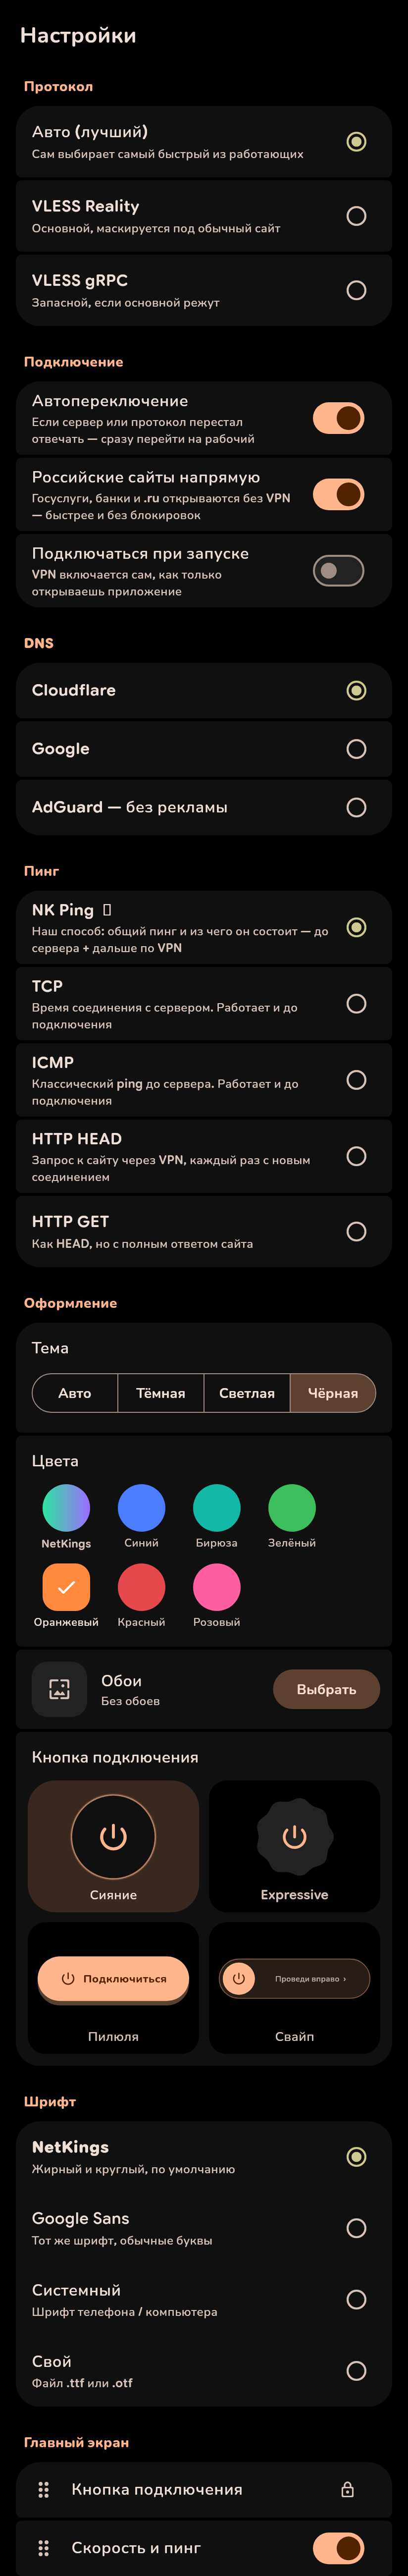 Настройки
Протокол
Авто (лучший)
Сам выбирает самый быстрый из работающих
VLESS Reality
Основной, маскируется под обычный сайт
VLESS gRPC
Запасной, если основной режут
Подключение
Автопереключение
Если сервер или протокол перестал
отвечать — сразу перейти на рабочий
Российские сайты напрямую
Госуслуги, банки и .ru открываются без VPN
— быстрее и без блокировок
Подключаться при запуске
VPN включается сам, как только
открываешь приложение
DNS
Cloudflare
Google
AdGuard — без рекламы
Пинг
NK Ping
Наш способ: общий пинг и из чего он состоит — до
сервера + дальше по VPN
TCP
Время соединения с сервером. Работает и до
подключения
ICMP
Классический ping до сервера. Работает и до
подключения
HTTP HEAD
Запрос к сайту через VPN, каждый раз с новым
соединением
HTTP GET
Как HEAD, но с полным ответом сайта
Оформление
Тема
Авто Тёмная Светлая Чёрная
Цвета
NetKings Синий Бирюза Зелёный
Оранжевый Красный Розовый
Обои
Без обоев
Выбрать
Кнопка подключения
Сияние Expressive
Подключиться Проведи вправо ›
Пилюля Свайп
Шрифт
NetKings
Жирный и круглый, по умолчанию
Google Sans
Тот же шрифт, обычные буквы
Системный
Шрифт телефона / компьютера
Свой
Файл .ttf или .otf
Главный экран
Кнопка подключения
Скорость и пинг